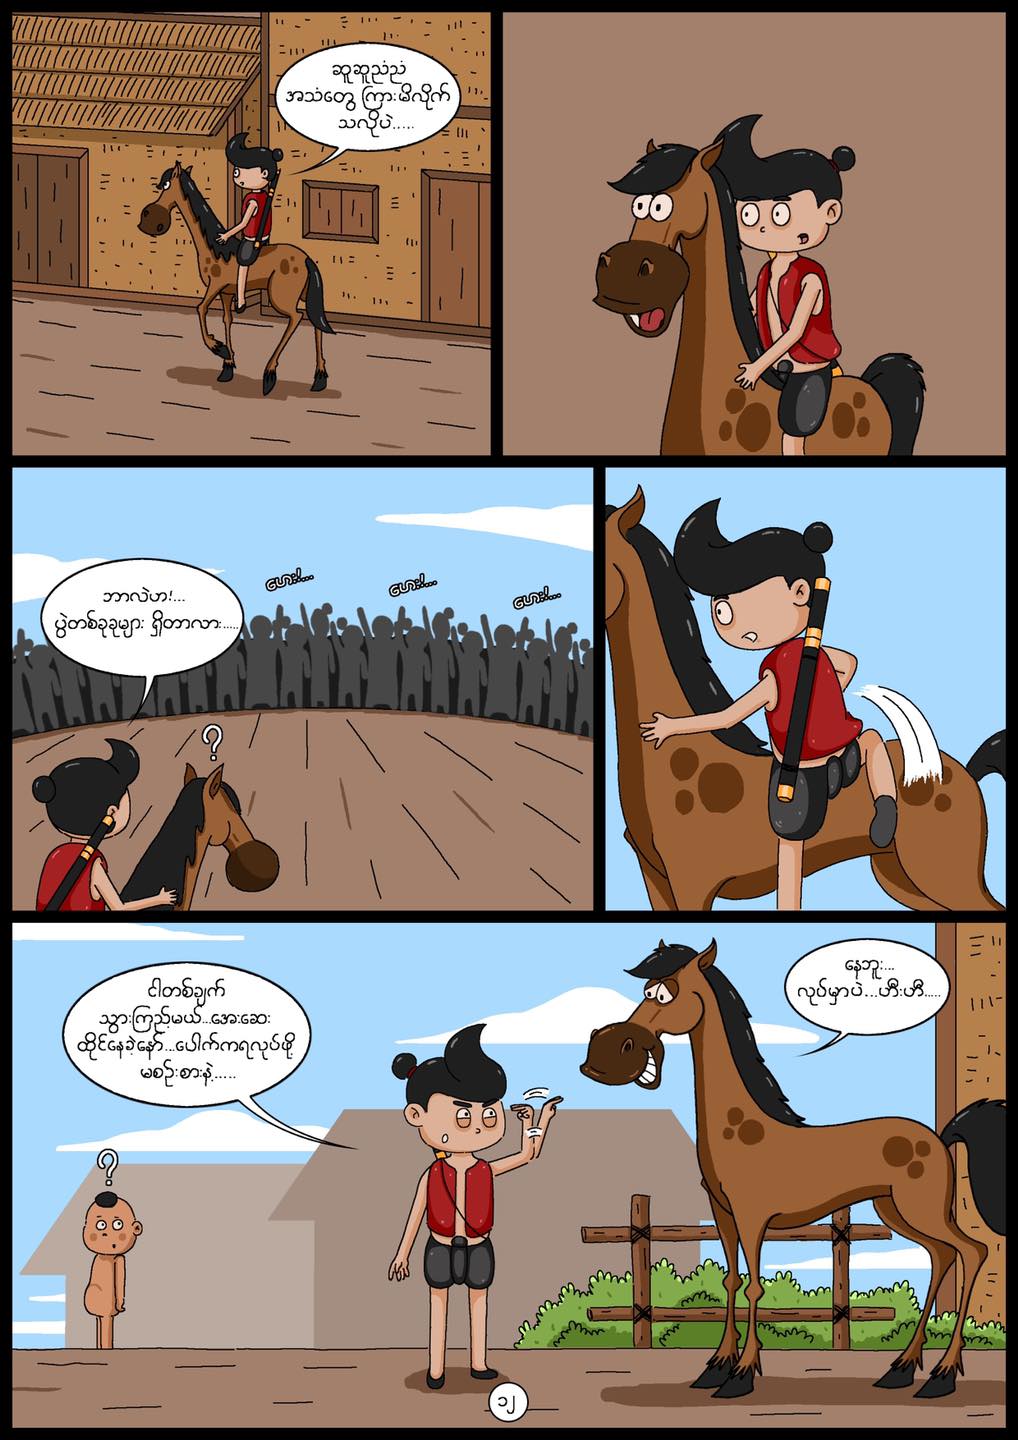 ဆူဆူညံညံ
အသံတွေ ကြားမိလိုက်
သလိုပဲ.....
ဘာလဲဟ!...
ပွဲတစ်ခုခုများ ရှိတာလား.....
ဟေး!...
ဟေး!...
ဟေး!...
?
ငါတစ်ချက်
သွားကြည့်မယ်...အေးဆေး
ထိုင်နေခဲ့နော်...ပေါက်ကရလုပ်ဖို့
မစဉ်းစားနဲ့.....
နေဘူး...
လုပ်မှာပဲ...ဟီးဟီ.....
?
၁၂